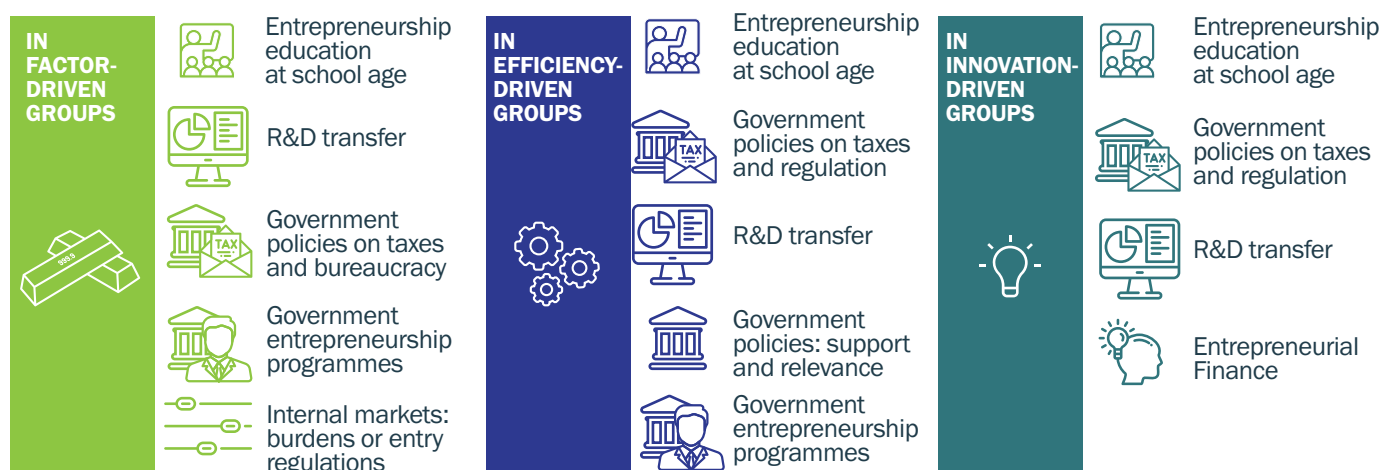 IN
FACTOR-
DRIVEN
GROUPS
999.9
Entrepreneurship
education
at school age
R&D transfer
TAX
Government
policies on taxes
and bureaucracy
Government
entrepreneurship
programmes
Internal markets:
burdens or entry
regulations
IN
EFFICIENCY-
DRIVEN
GROUPS
Entrepreneurship
education
at school age
TAX
Government
policies on taxes
and regulation
R&D transfer
Government
policies: support
and relevance
Government
entrepreneurship
programmes
IN
INNOVATION-
DRIVEN
GROUPS
Entrepreneurship
education
at school age
TAX
Government
policies on taxes
and regulation
R&D transfer
Entrepreneurial
Finance